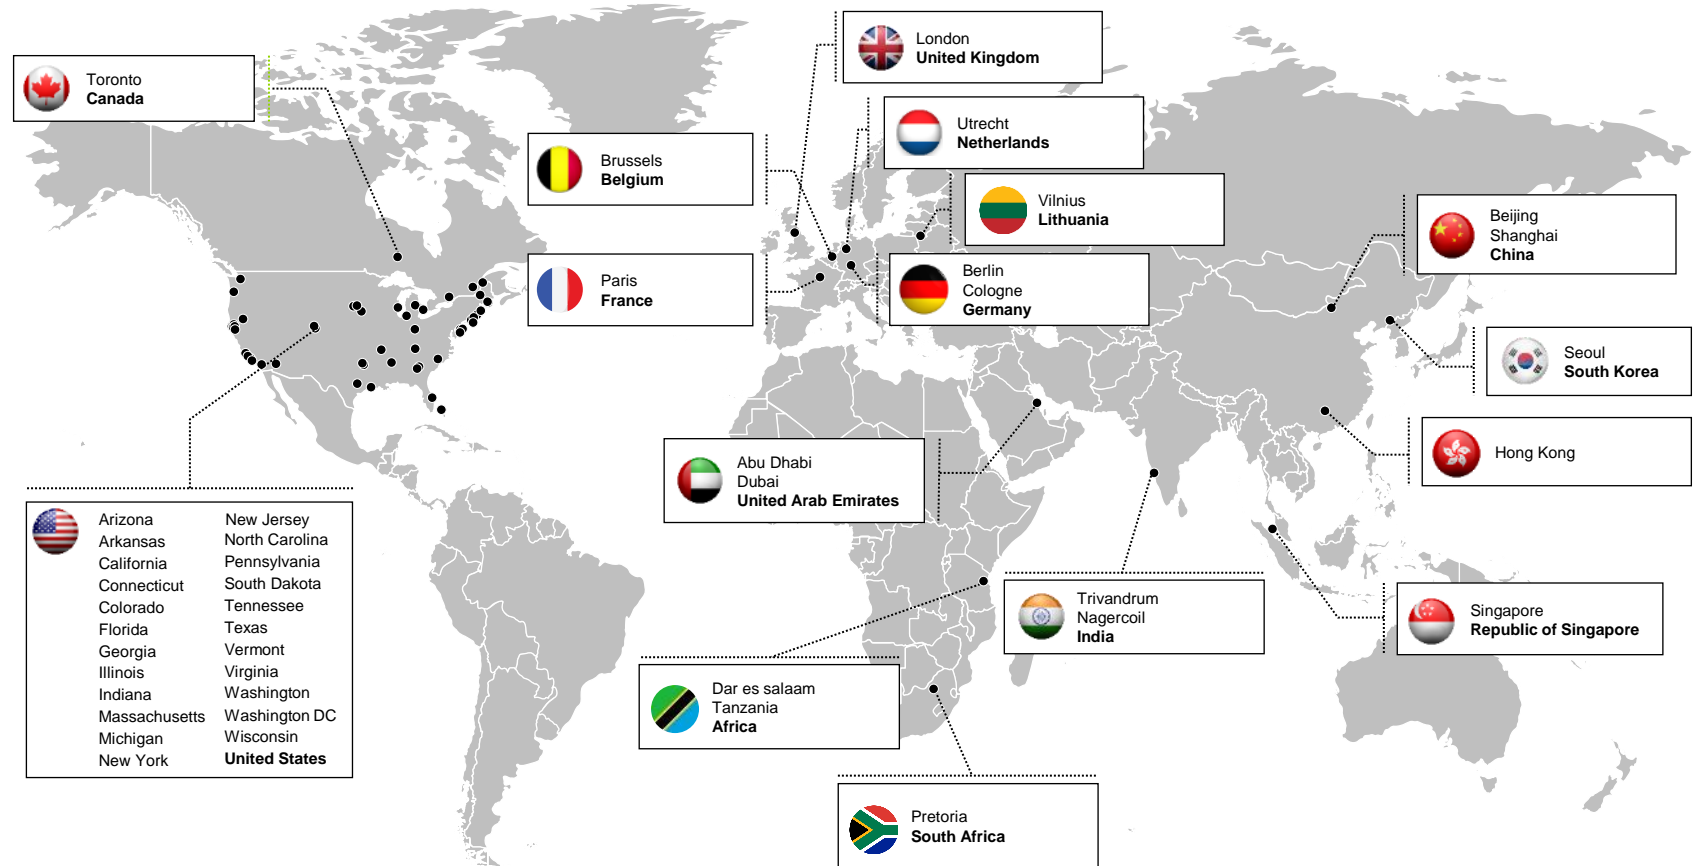 Toronto
Canada
London
United Kingdom
Utrecht
Netherlands
Brussels
Belgium
Vilnius
Lithuania
Beijing
Shanghai
China
Paris
France
Berlin
Cologne
Germany
Seoul
South Korea
Hong Kong
Abu Dhabi
Dubai
United Arab Emirates
Arizona
Arkansas
California
Connecticut
Colorado
Florida
Georgia
Illinois
Indiana
Massachusetts
Michigan
New York
New Jersey
North Carolina
Pennsylvania
South Dakota
Tennessee
Texas
Vermont
Virginia
Washington
Washington DC
Wisconsin
United States
Trivandrum
Nagercoil
India
Singapore
Republic of Singapore
Dar es salaam
Tanzania
Africa
Pretoria
South Africa